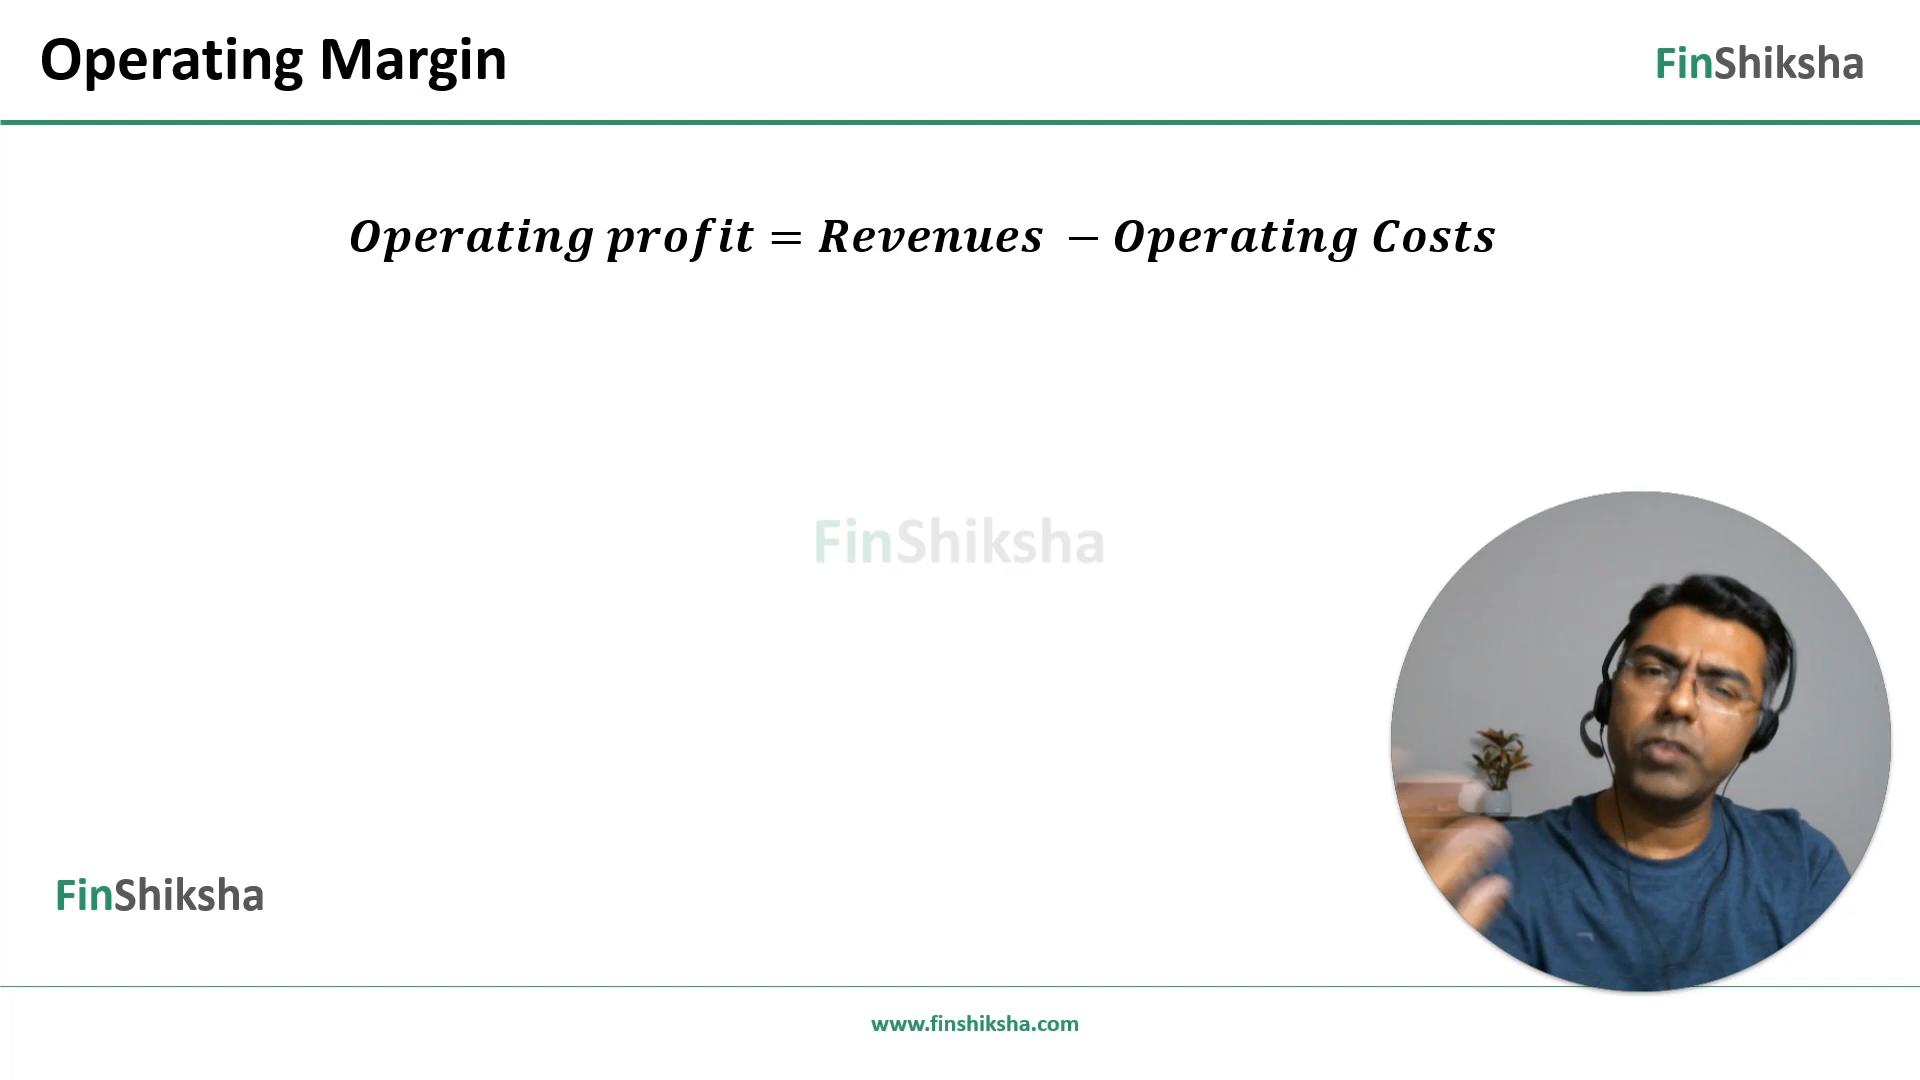 Operating Margin
FinShiksha
Operating profit = Revenues − Operating Costs
FinShiksha
FinShiksha
www.finshiksha.com